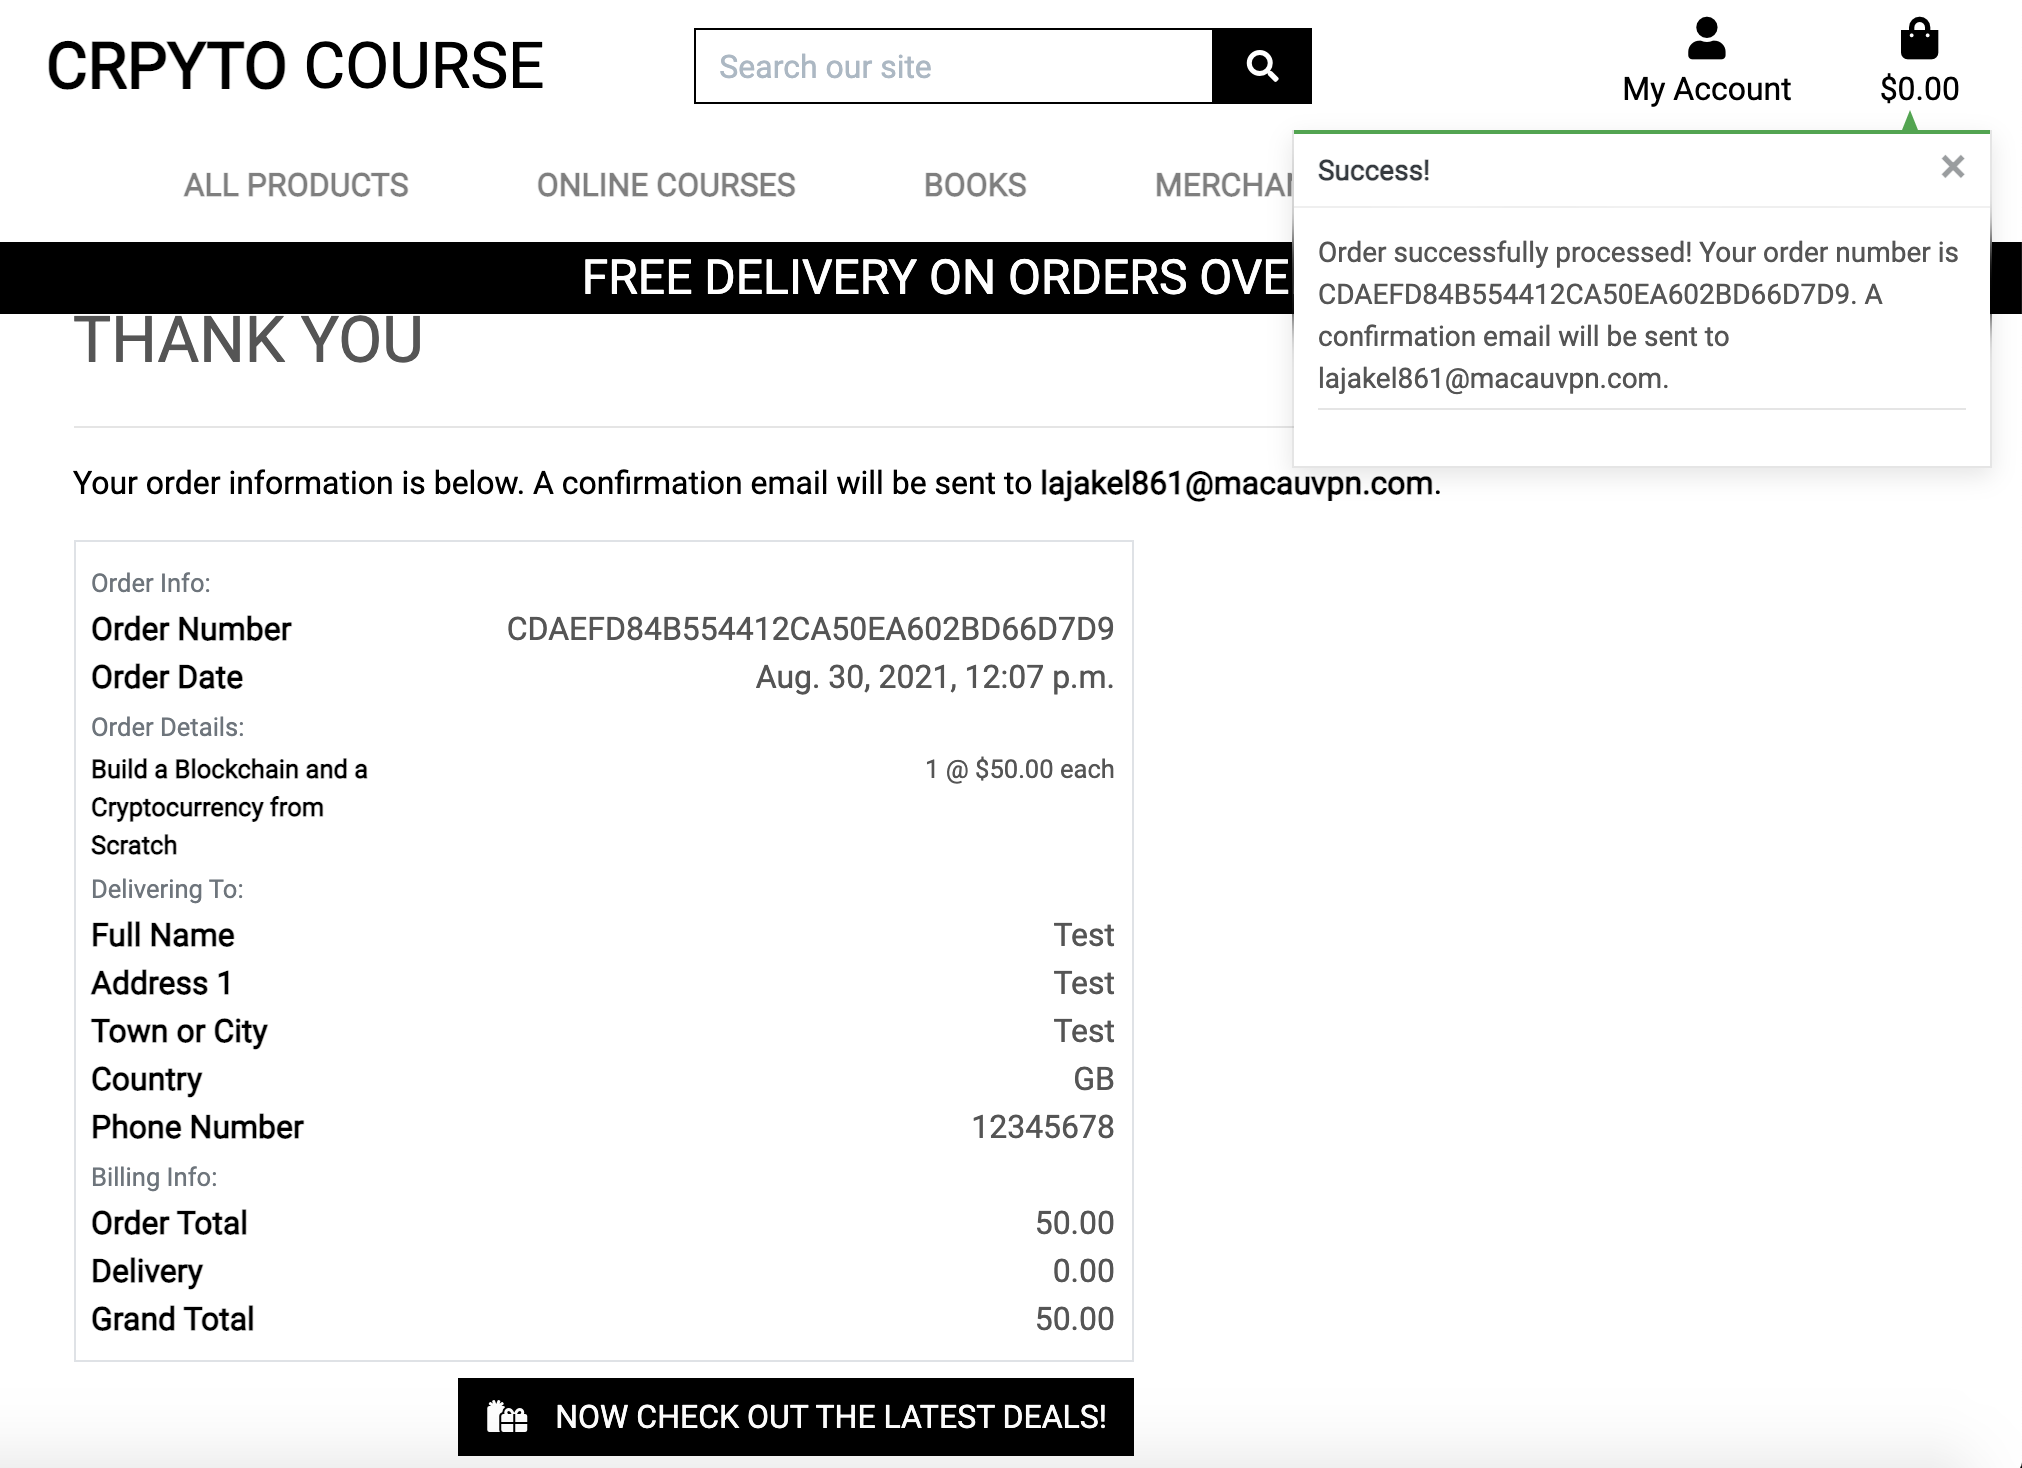 CRPYTO COURSE
Search our site
My Account
$0.00
ALL PRODUCTS
ONLINE COURSES
BOOKS
Success!
Order successfully processed! Your order number is
CDAEFD84B554412CA50EA602BD66D7D9. A
confirmation email will be sent to
lajakel861@macauvpn.com.
FREE DELIVERY ON ORDERS
THANK YOU
Your order information is below. A confirmation email will be sent to lajakel861@macauvpn.com.
Order Info:
Order Number CDAEFD84B554412CA50EA602BD66D7D9
Order Date Aug. 30, 2021, 12:07 p.m.
Order Details:
Build a Blockchain and a 1 @ $50.00 each
Cryptocurrency from
Scratch
Delivering To:
Full Name Test
Address 1 Test
Town or City Test
Country GB
Phone Number 12345678
Billing Info:
Order Total 50.00
Delivery 0.00
Grand Total 50.00
NOW CHECK OUT THE LATEST DEALS!